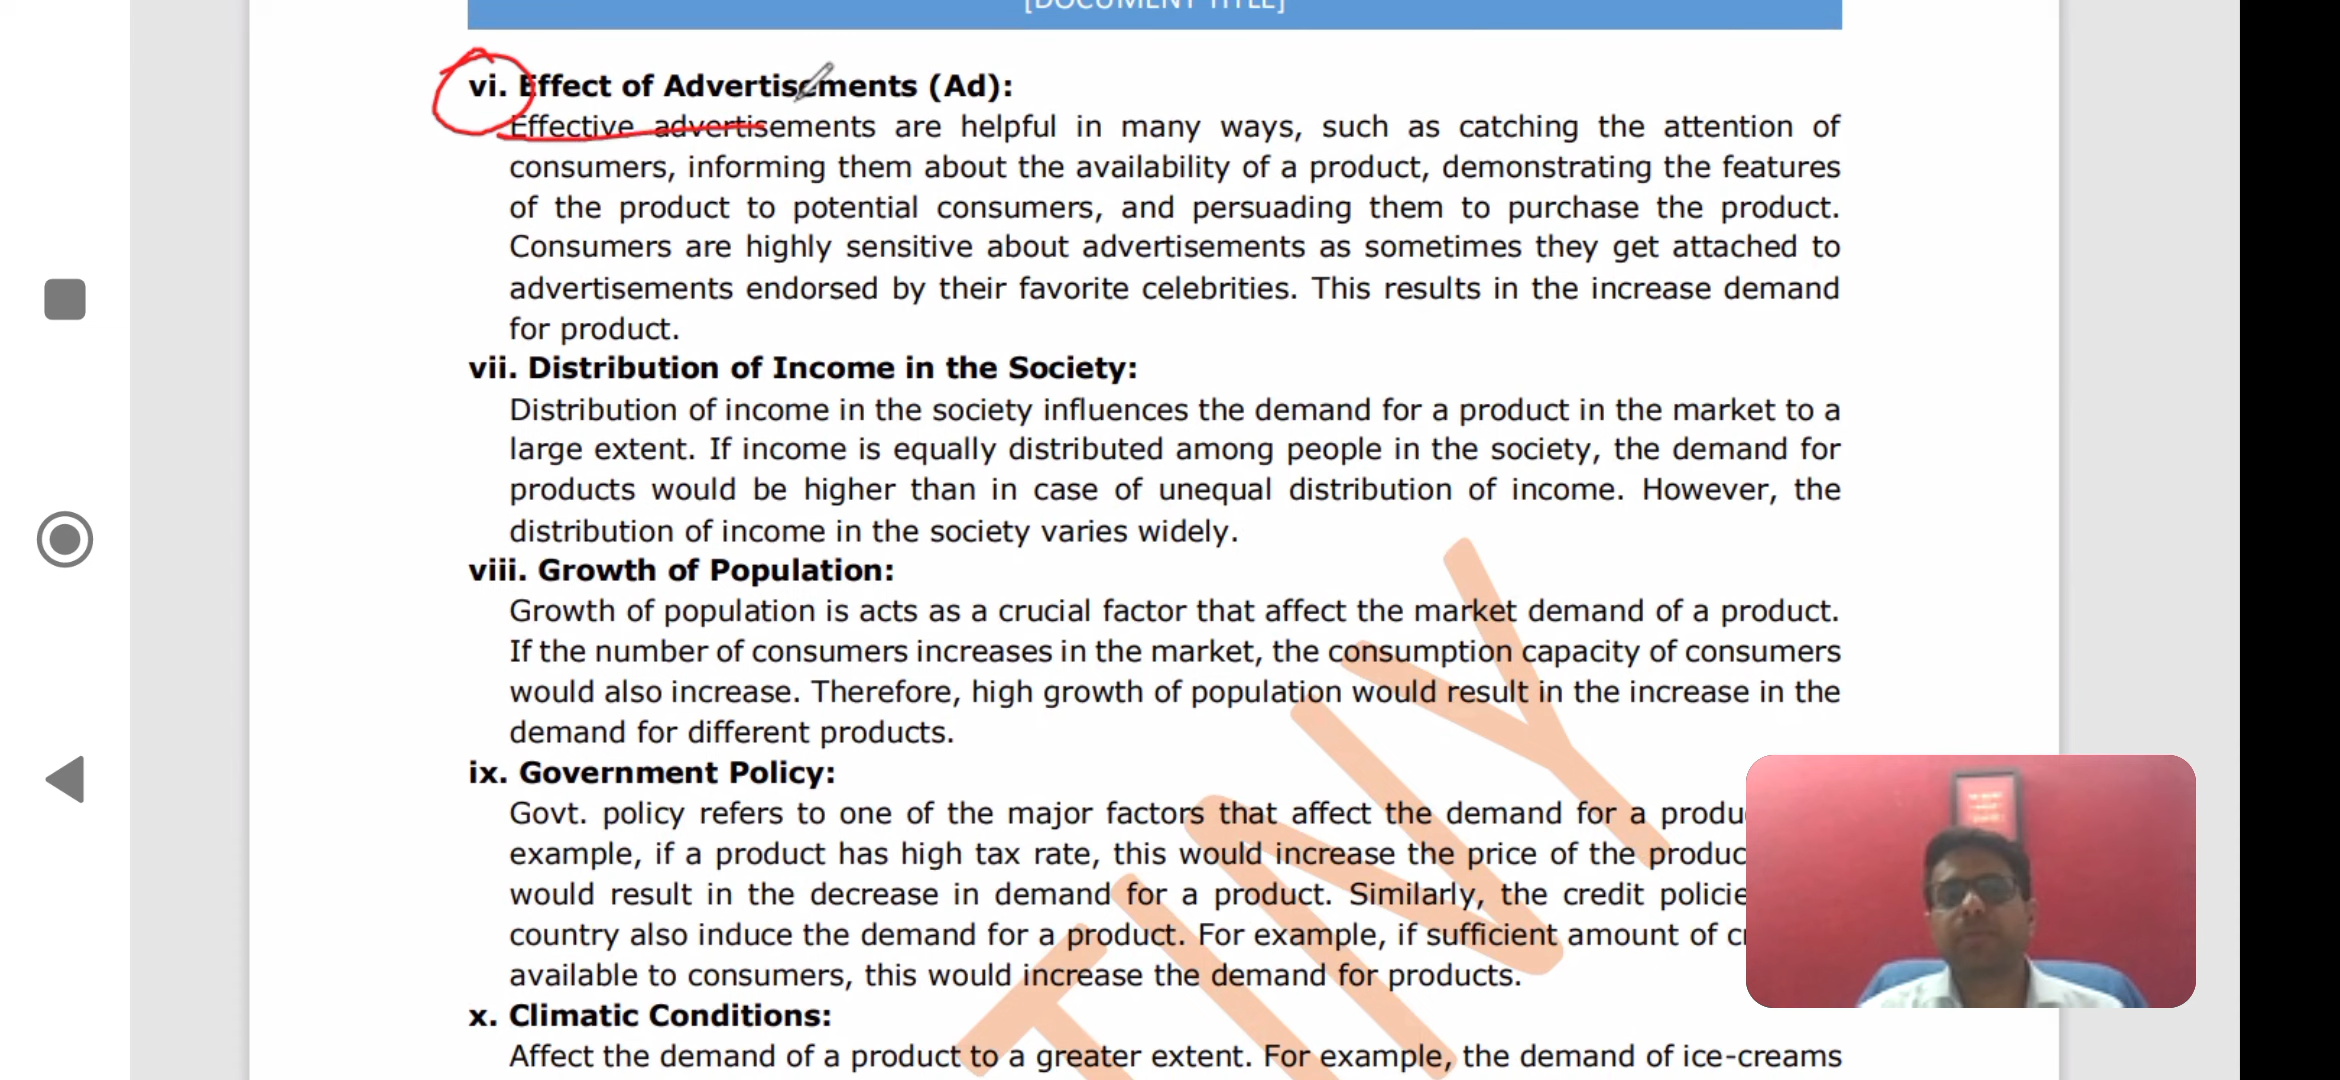 [DOCUMENT TITLE]
vi. Effect of Advertisements (Ad):
Effective advertisements are helpful in many ways, such as catching the attention of
consumers, informing them about the availability of a product, demonstrating the features
of the product to potential consumers, and persuading them to purchase the product.
Consumers are highly sensitive about advertisements as sometimes they get attached to
advertisements endorsed by their favorite celebrities. This results in the increase demand
for product.
vii. Distribution of Income in the Society:
Distribution of income in the society influences the demand for a product in the market to a
large extent. If income is equally distributed among people in the society, the demand for
products would be higher than in case of unequal distribution of income. However, the
distribution of income in the society varies widely.
viii. Growth of Population:
Growth of population is acts as a crucial factor that affect the market demand of a product.
If the number of consumers increases in the market, the consumption capacity of consumers
would also increase. Therefore, high growth of population would result in the increase in the
demand for different products.
ix. Government Policy:
Govt. policy refers to one of the major factors that affect the demand for a
example, if a product has high tax rate, this would increase the price of the
would result in the decrease in demand for a product. Similarly, the credit
country also induce the demand for a product. For example, if sufficient amount of
available to consumers, this would increase the demand for products.
x. Climatic Conditions:
Affect the demand of a product to a greater extent. For example, the demand of ice-creams
TINY